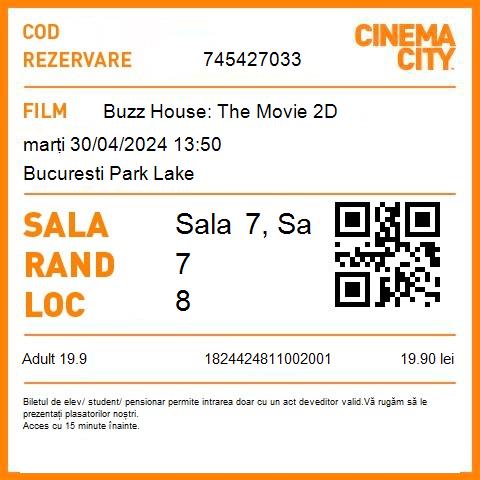 COD
REZERVARE 745427033
CINEMA
CITY
FILM Buzz House: The Movie 2D
marți 30/04/2024 13:50
Bucuresti Park Lake
SALA Sala 7, Sa
RAND 7
LOC 8
Adult 19.9 1824424811002001 19.90 lei
Biletul de elev/ student/ pensionar permite intrarea doar cu un act deveditor valid.Vă rugăm să le
prezentați plasatorilor noștri.
Acces cu 15 minute înainte.